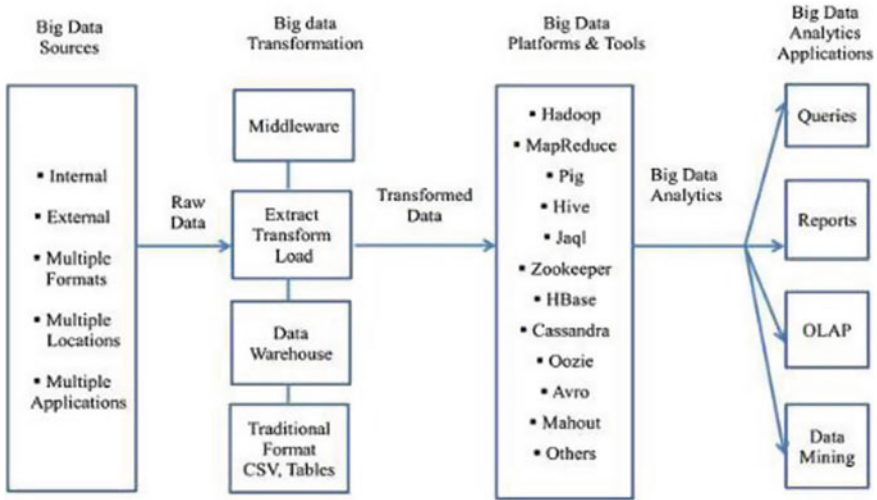 Big Data
Sources
Big data
Transformation
Big Data
Platforms & Tools
Big Data
Analytics
Applications
▪ Internal
▪ External
▪ Multiple
Formats
▪ Multiple
Locations
▪ Multiple
Applications
Raw
Data
Middleware
Extract
Transform
Load
Data
Warehouse
Traditional
Format
CSV, Tables
Transformed
Data
▪ Hadoop
▪ MapReduce
▪ Pig
▪ Hive
▪ Jaql
▪ Zookeeper
▪ HBase
▪ Cassandra
▪ Oozie
▪ Avro
▪ Mahout
▪ Others
Big Data
Analytics
Queries
Reports
OLAP
Data
Mining